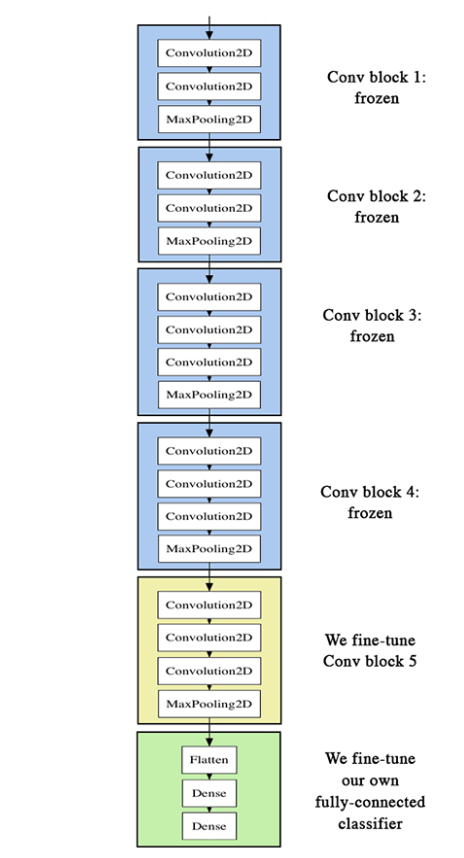 Convolution2D
Convolution2D
MaxPooling2D
Conv block 1:
frozen
Convolution2D
Convolution2D
MaxPooling2D
Conv block 2:
frozen
Convolution2D
Convolution2D
Convolution2D
MaxPooling2D
Conv block 3:
frozen
Convolution2D
Convolution2D
Convolution2D
MaxPooling2D
Conv block 4:
frozen
Convolution2D
Convolution2D
Convolution2D
MaxPooling2D
We fine-tune
Conv block 5
Flatten
Dense
Dense
We fine-tune
our own
fully-connected
classifier